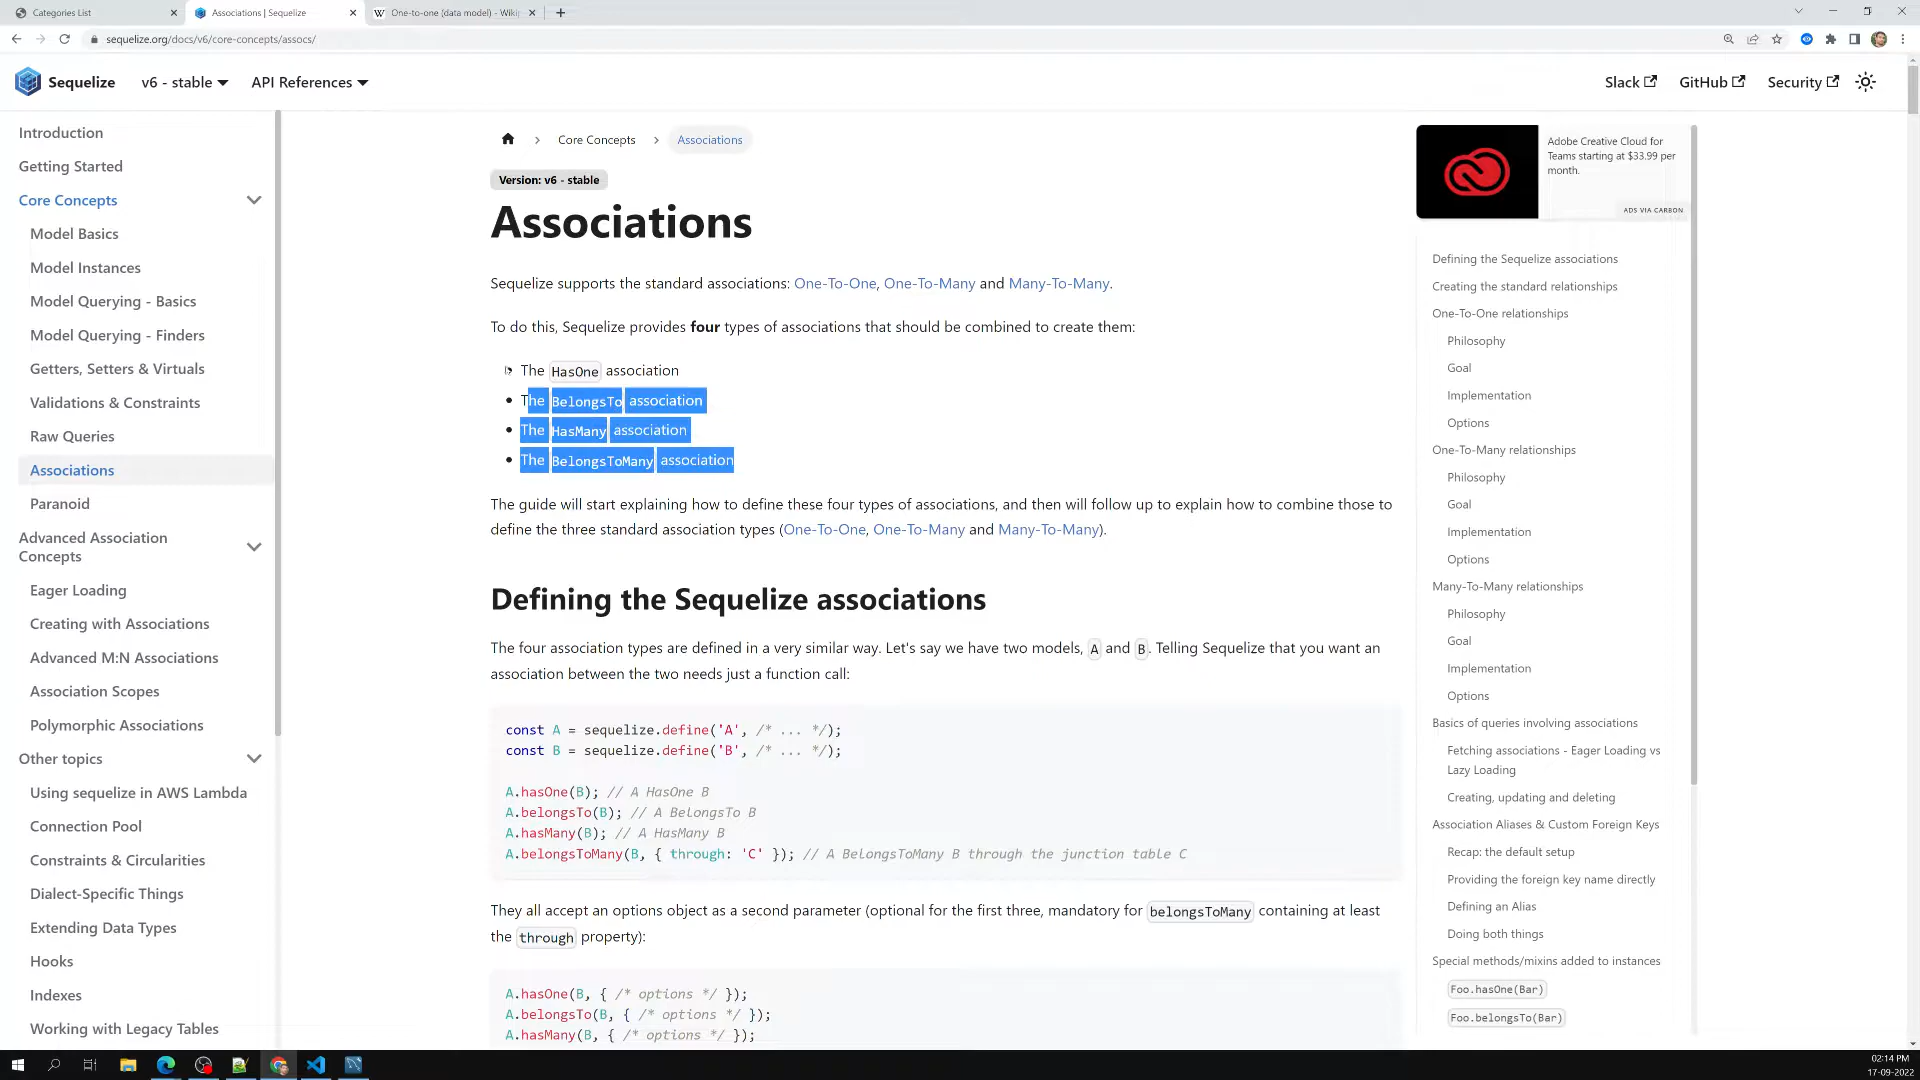 Categories List
Associations | Sequelize
One-to-one (data model) - Wikip
sequelize.org/docs/v6/core-concepts/assocs/
Sequelize
v6 - stable
API References
Slack
GitHub
Security
Introduction
Getting Started
Core Concepts
Model Basics
Model Instances
Model Querying - Basics
Model Querying - Finders
Getters, Setters & Virtuals
Validations & Constraints
Raw Queries
Associations
Paranoid
Advanced Association
Concepts
Eager Loading
Creating with Associations
Advanced M:N Associations
Association Scopes
Polymorphic Associations
Other topics
Using sequelize in AWS Lambda
Connection Pool
Constraints & Circularities
Dialect-Specific Things
Extending Data Types
Hooks
Indexes
Working with Legacy Tables
Core Concepts
Associations
Version: v6 - stable
Associations
Sequelize supports the standard associations: One-To-One, One-To-Many and Many-To-Many.
To do this, Sequelize provides four types of associations that should be combined to create them:
The HasOne association
The BelongsTo association
The HasMany association
The BelongsToMany association
The guide will start explaining how to define these four types of associations, and then will follow up to explain how to combine those to
define the three standard association types (One-To-One, One-To-Many and Many-To-Many).
Defining the Sequelize associations
The four association types are defined in a very similar way. Let's say we have two models, A and B. Telling Sequelize that you want an
association between the two needs just a function call:
const A = sequelize.define('A', /* ... */);
const B = sequelize.define('B', /* ... */);
A.hasOne(B); // A HasOne B
A.belongsTo(B); // A BelongsTo B
A.hasMany(B); // A HasMany B
A.belongsToMany(B, { through: 'C' }); // A BelongsToMany B through the junction table C
They all accept an options object as a second parameter (optional for the first three, mandatory for belongsToMany containing at least
the through property):
A.hasOne(B, { /* options */ });
A.belongsTo(B, { /* options */ });
A.hasMany(B, { /* options */ });
Adobe Creative Cloud for
Teams starting at $33.99 per
month.
ADS VIA CARBON
Defining the Sequelize associations
Creating the standard relationships
One-To-One relationships
Philosophy
Goal
Implementation
Options
One-To-Many relationships
Philosophy
Goal
Implementation
Options
Many-To-Many relationships
Philosophy
Goal
Implementation
Options
Basics of queries involving associations
Fetching associations - Eager Loading vs
Lazy Loading
Creating, updating and deleting
Association Aliases & Custom Foreign Keys
Recap: the default setup
Providing the foreign key name directly
Defining an Alias
Doing both things
Special methods/mixins added to instances
Foo.hasOne(Bar)
Foo.belongsTo(Bar)
02:14 PM
17-09-2022